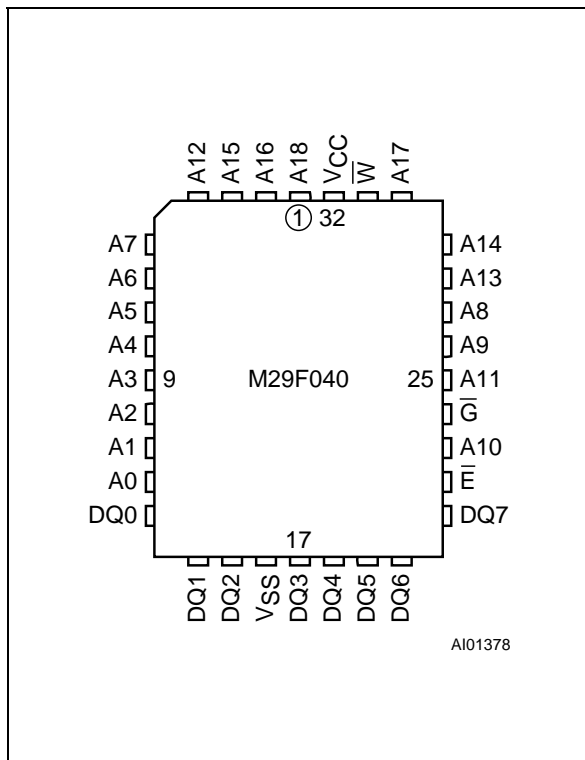 A12 A15 A16 A18 VCC W̅ A17
1 32
A7 A14
A6 A13
A5 A8
A4 A9
A3 9 M29F040 25 A11
A2 G̅
A1 A10
A0 E̅
DQ0 DQ7
17
DQ1 DQ2 VSS DQ3 DQ4 DQ5 DQ6
AI01378